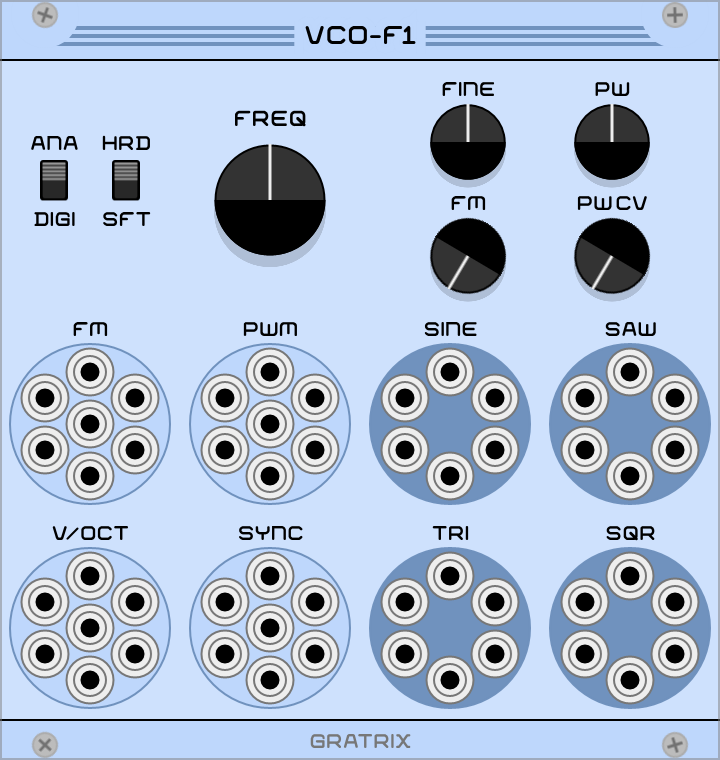 VCO-F1
FINE PW
FREQ
ANA HRD
DIGI SFT
FM PWCV
FM PWM SINE SAW
V/OCT SYNC TRI SQR
GRATRIX